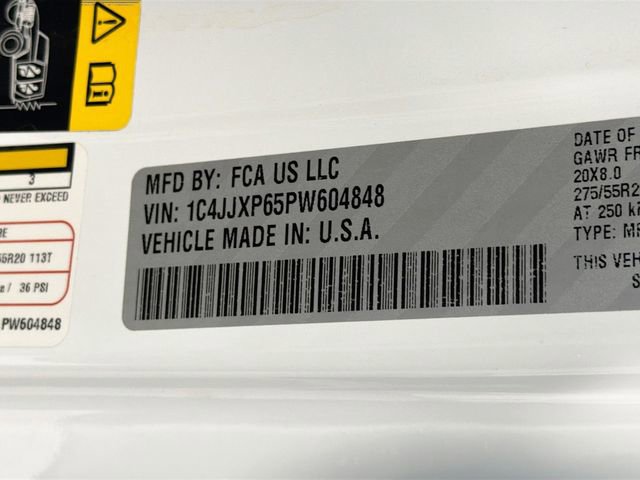 MFD BY: FCA US LLC
VIN: 1C4JJXP65PW604848
VEHICLE MADE IN: U.S.A.
DATE OF
GAWR FR
20X8.0
275/55R2
AT 250 k
TYPE: M
THIS VEH
S
3
NEVER EXCEED
RE
55R20 113T
/ 36 PSI
PW604848